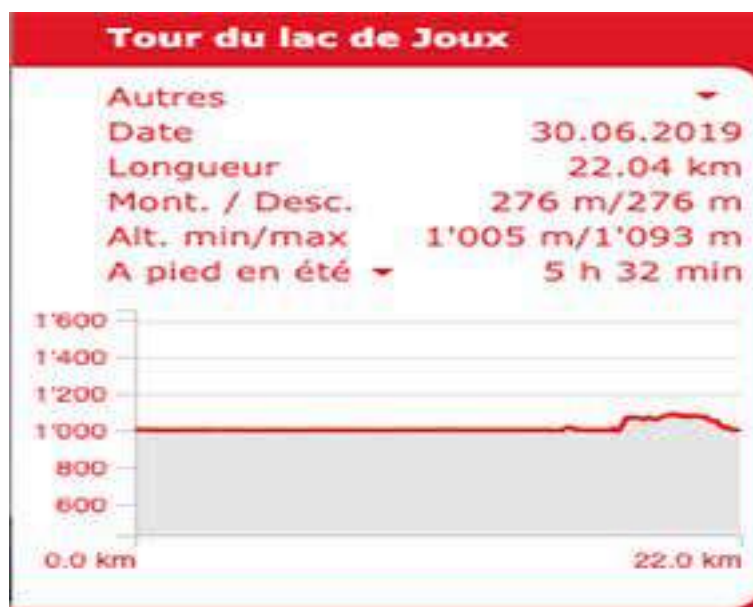 Tour du lac de Joux
Autres
Date 30.06.2019
Longueur 22.04 km
Mont. / Desc. 276 m/276 m
Alt. min/max 1'005 m/1'093 m
A pied en été 5 h 32 min
1'600
1'400
1'200
1'000
800
600
0.0 km 22.0 km